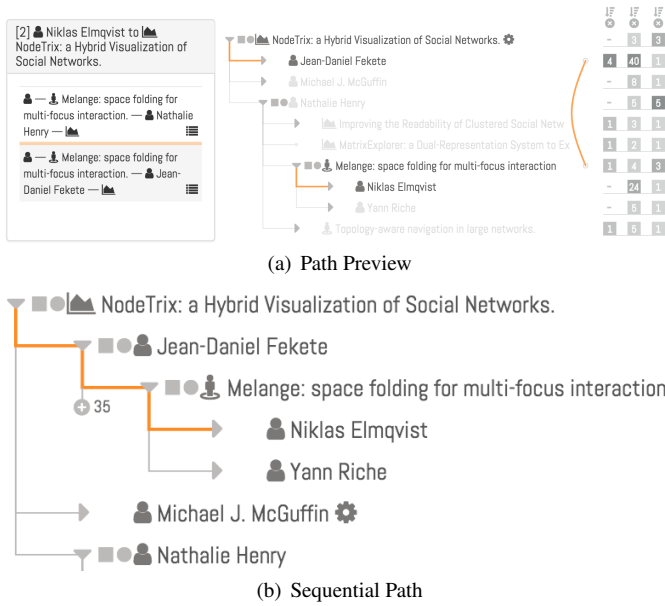 [2] Niklas Elmqvist to
NodeTrix: a Hybrid Visualization of
Social Networks.
— Melange: space folding for
multi-focus interaction. — Nathalie
Henry —
— Melange: space folding for
multi-focus interaction. — Jean-
Daniel Fekete —
NodeTrix: a Hybrid Visualization of Social Networks. - 3 3
Jean-Daniel Fekete 4 40 1
Michael J. McGuffin - 8 1
Nathalie Henry - 5 5
Improving the Readability of Clustered Social Netw 1 3 1
MatrixExplorer: a Dual-Representation System to Ex 1 2 1
Melange: space folding for multi-focus interaction 1 4 3
Niklas Elmqvist - 24 1
Yann Riche - 5 1
Topology-aware navigation in large networks. 1 5 1
(a) Path Preview
NodeTrix: a Hybrid Visualization of Social Networks.
Jean-Daniel Fekete
Melange: space folding for multi-focus interaction
35
Niklas Elmqvist
Yann Riche
Michael J. McGuffin
Nathalie Henry
(b) Sequential Path